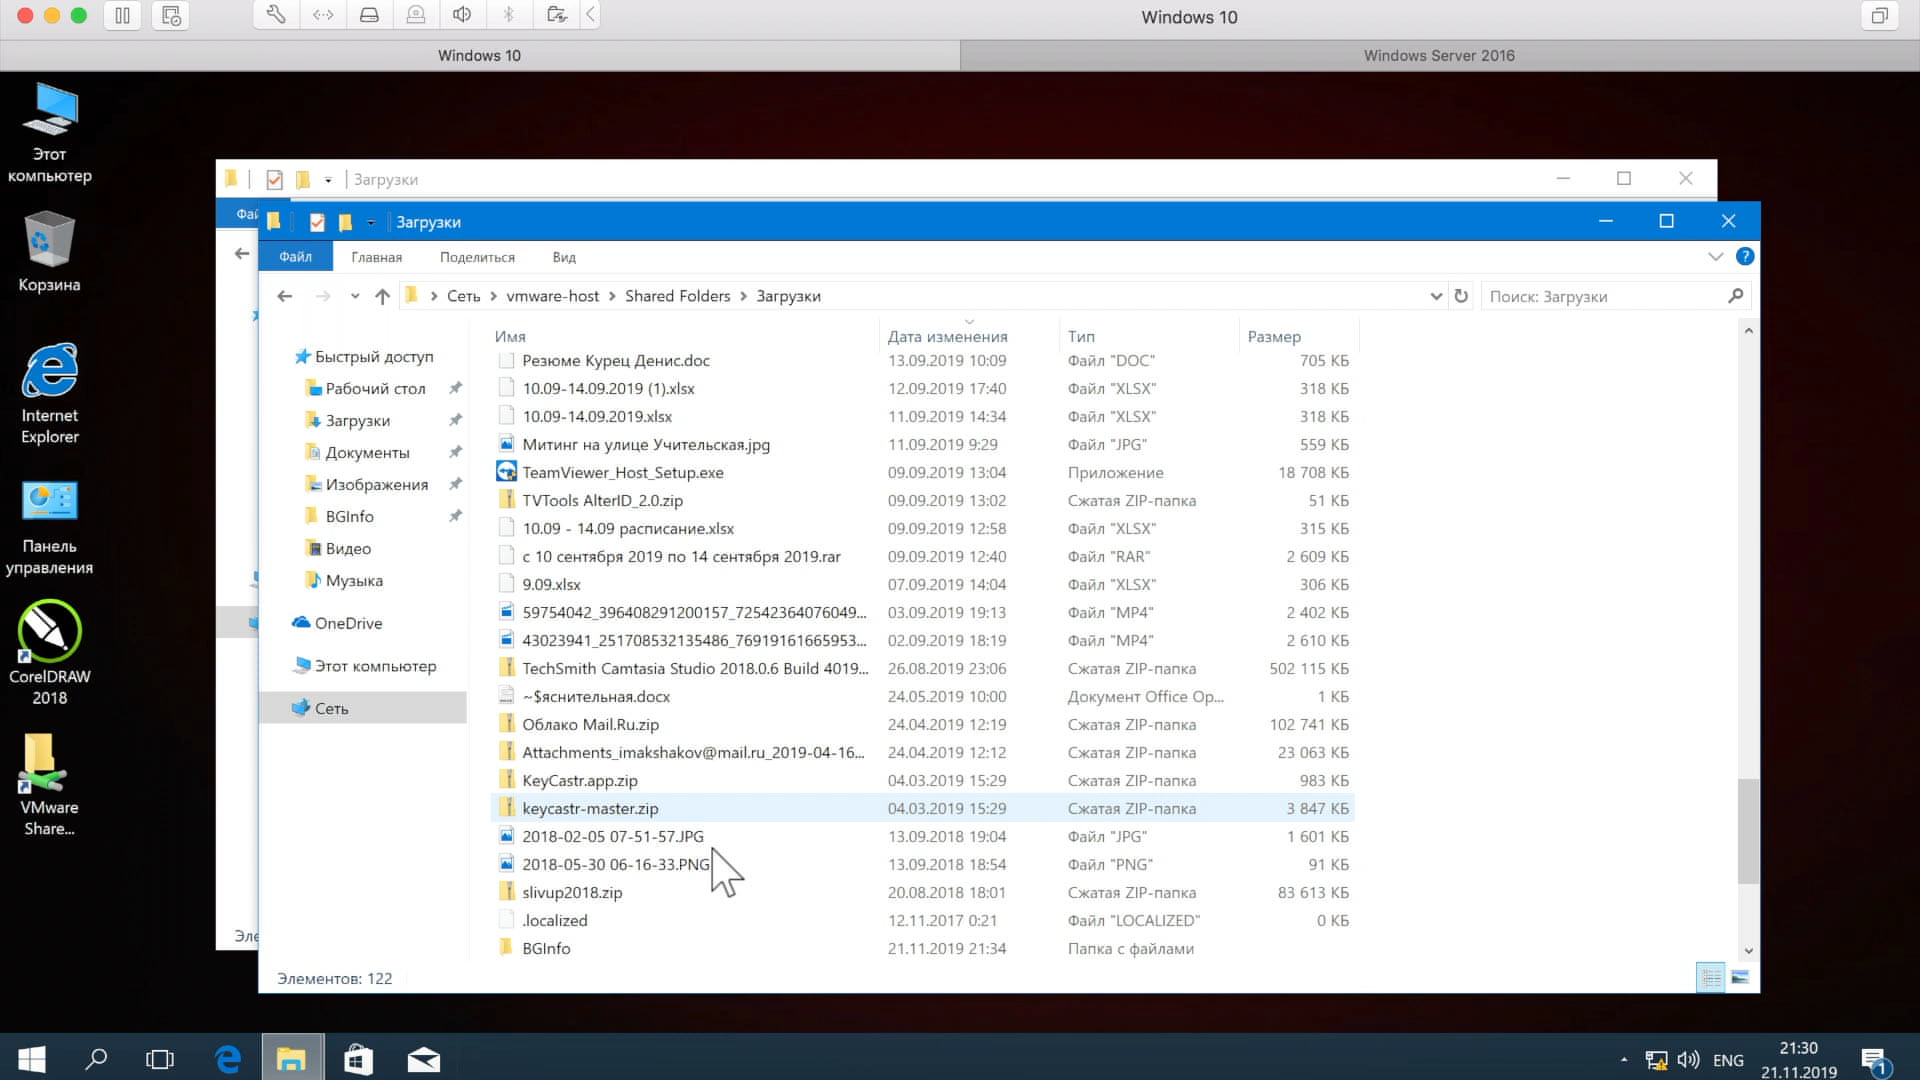 Windows 10
Windows 10
Windows Server 2016
Этот компьютер
Корзина
Internet Explorer
Панель управления
CorelDRAW 2018
VMware Share...
Загрузки
Загрузки
Файл
Главная
Поделиться
Вид
?
Сеть
vmware-host
Shared Folders
Загрузки
Поиск: Загрузки
Быстрый доступ
Рабочий стол
Загрузки
Документы
Изображения
BGInfo
Видео
Музыка
OneDrive
Этот компьютер
Сеть
Имя Дата изменения Тип Размер
Резюме Курец Денис.doc 13.09.2019 10:09 Файл "DOC" 705 КБ
10.09-14.09.2019 (1).xlsx 12.09.2019 17:40 Файл "XLSX" 318 КБ
10.09-14.09.2019.xlsx 11.09.2019 14:34 Файл "XLSX" 318 КБ
Митинг на улице Учительская.jpg 11.09.2019 9:29 Файл "JPG" 559 КБ
TeamViewer_Host_Setup.exe 09.09.2019 13:04 Приложение 18 708 КБ
TVTools AlterID_2.0.zip 09.09.2019 13:02 Сжатая ZIP-папка 51 КБ
10.09 - 14.09 расписание.xlsx 09.09.2019 12:58 Файл "XLSX" 315 КБ
с 10 сентября 2019 по 14 сентября 2019.rar 09.09.2019 12:40 Файл "RAR" 2 609 КБ
9.09.xlsx 07.09.2019 14:04 Файл "XLSX" 306 КБ
59754042_396408291200157_72542364076049... 03.09.2019 19:13 Файл "MP4" 2 402 КБ
43023941_2517085321​35486_76919161665953... 02.09.2019 18:19 Файл "MP4" 2 610 КБ
TechSmith Camtasia Studio 2018.0.6 Build 4019... 26.08.2019 23:06 Сжатая ZIP-папка 502 115 КБ
~$яснительная.docx 24.05.2019 10:00 Документ Office Op... 1 КБ
Облако Mail.Ru.zip 24.04.2019 12:19 Сжатая ZIP-папка 102 741 КБ
Attachments_imakshakov@mail.ru_2019-04-16... 24.04.2019 12:12 Сжатая ZIP-папка 23 063 КБ
KeyCastr.app.zip 04.03.2019 15:29 Сжатая ZIP-папка 983 КБ
keycastr-master.zip 04.03.2019 15:29 Сжатая ZIP-папка 3 847 КБ
2018-02-05 07-51-57.JPG 13.09.2018 19:04 Файл "JPG" 1 601 КБ
2018-05-30 06-16-33.PNG 13.09.2018 18:54 Файл "PNG" 91 КБ
slivup2018.zip 20.08.2018 18:01 Сжатая ZIP-папка 83 613 КБ
.localized 12.11.2017 0:21 Файл "LOCALIZED" 0 КБ
BGInfo 21.11.2019 21:34 Папка с файлами
Элементов: 122
ENG
21:30
21.11.2019
1